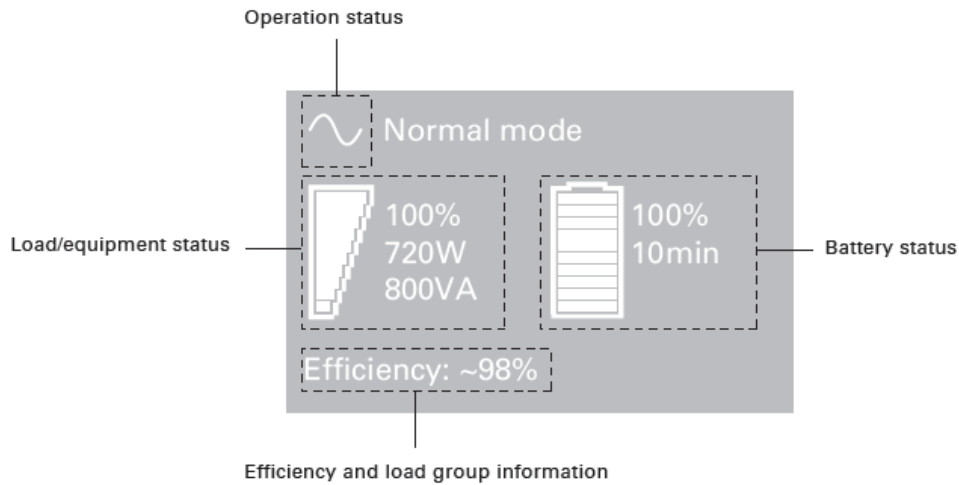 Operation status
Normal mode
Load/equipment status
100%
720W
800VA
100%
10min
Battery status
Efficiency: ~98%
Efficiency and load group information